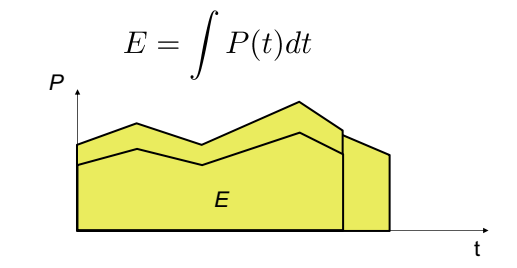 E = ∫ P(t)dt
P
E
t